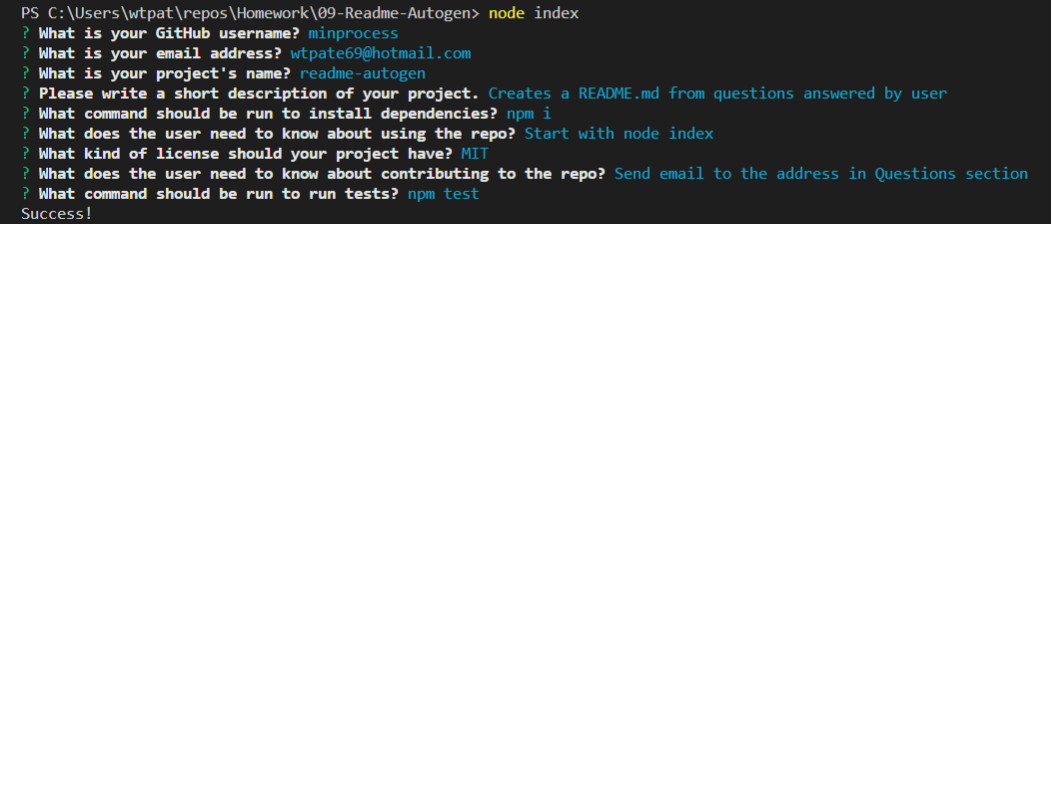 PS C:\Users\wtpat\repos\Homework\09-Readme-Autogen> node index
? What is your GitHub username? minprocess
? What is your email address? wtpate69@hotmail.com
? What is your project's name? readme-autogen
? Please write a short description of your project. Creates a README.md from questions answered by user
? What command should be run to install dependencies? npm i
? What does the user need to know about using the repo? Start with node index
? What kind of license should your project have? MIT
? What does the user need to know about contributing to the repo? Send email to the address in Questions section
? What command should be run to run tests? npm test
Success!